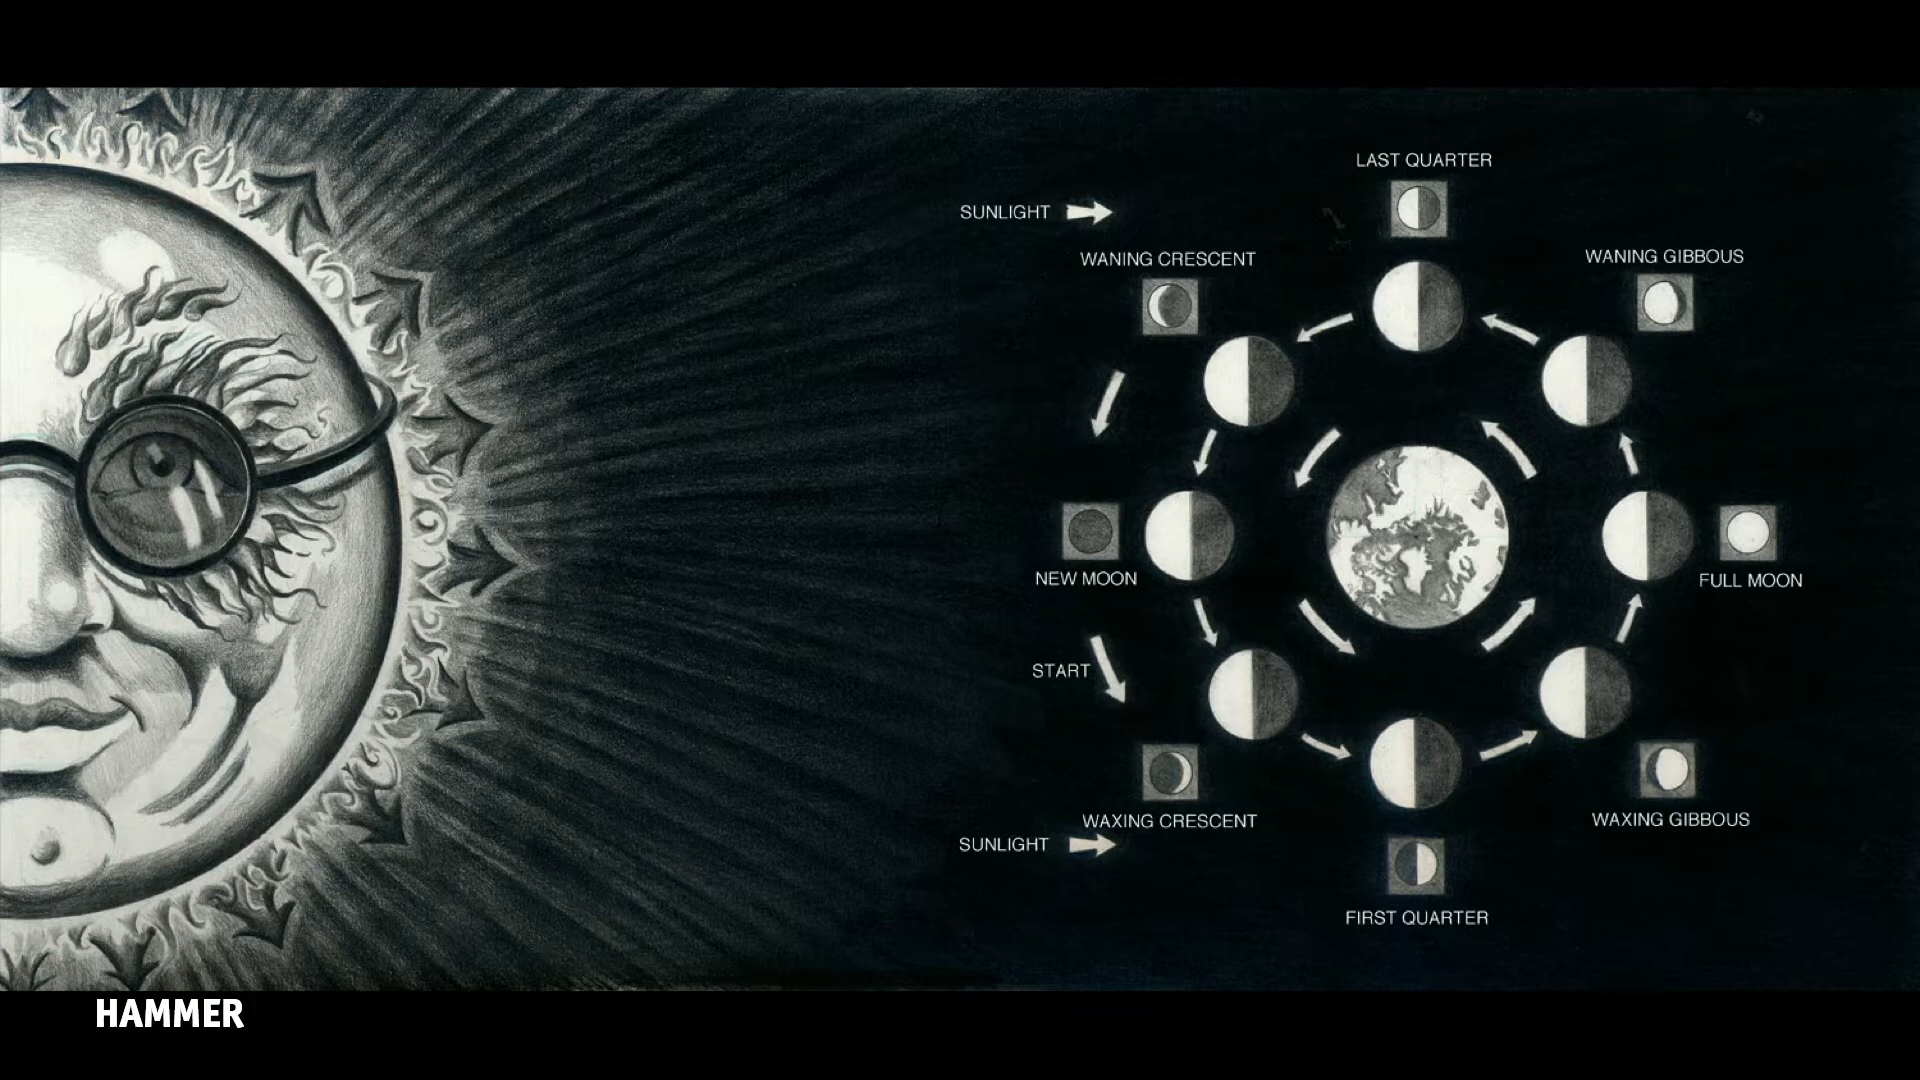 LAST QUARTER
SUNLIGHT
WANING CRESCENT
WANING GIBBOUS
NEW MOON
FULL MOON
START
WAXING CRESCENT
WAXING GIBBOUS
SUNLIGHT
FIRST QUARTER
HAMMER